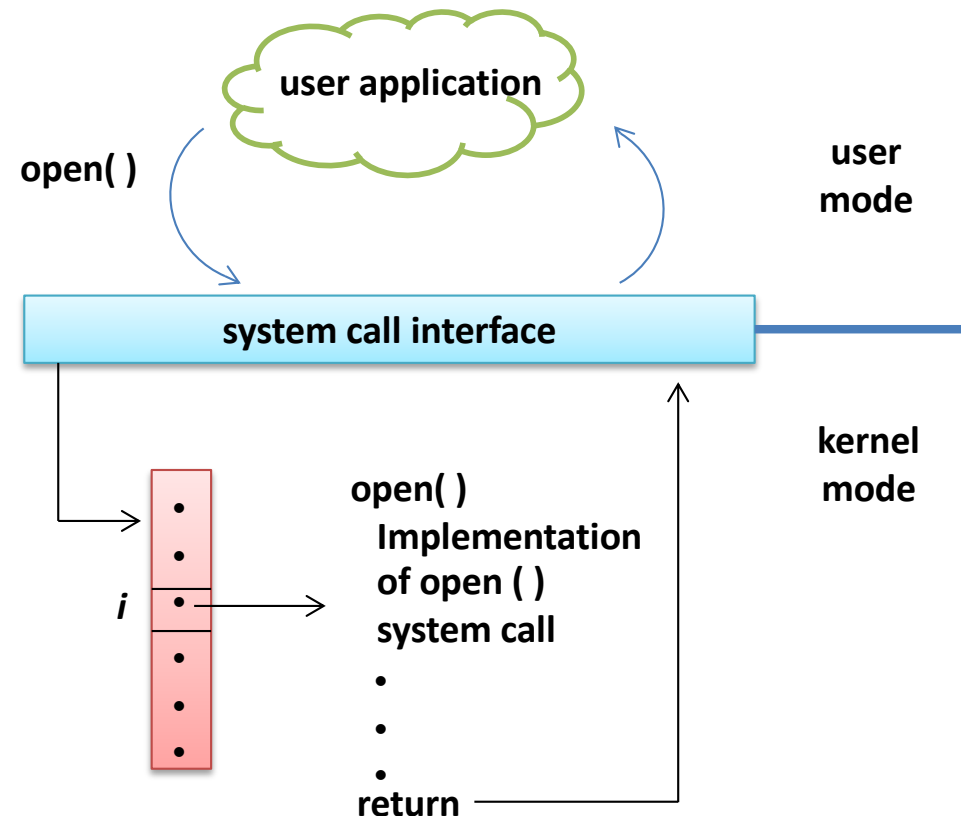 user application
open( )
user
mode
system call interface
kernel
mode
open( )
Implementation
of open ( )
system call
i
•
•
•
return